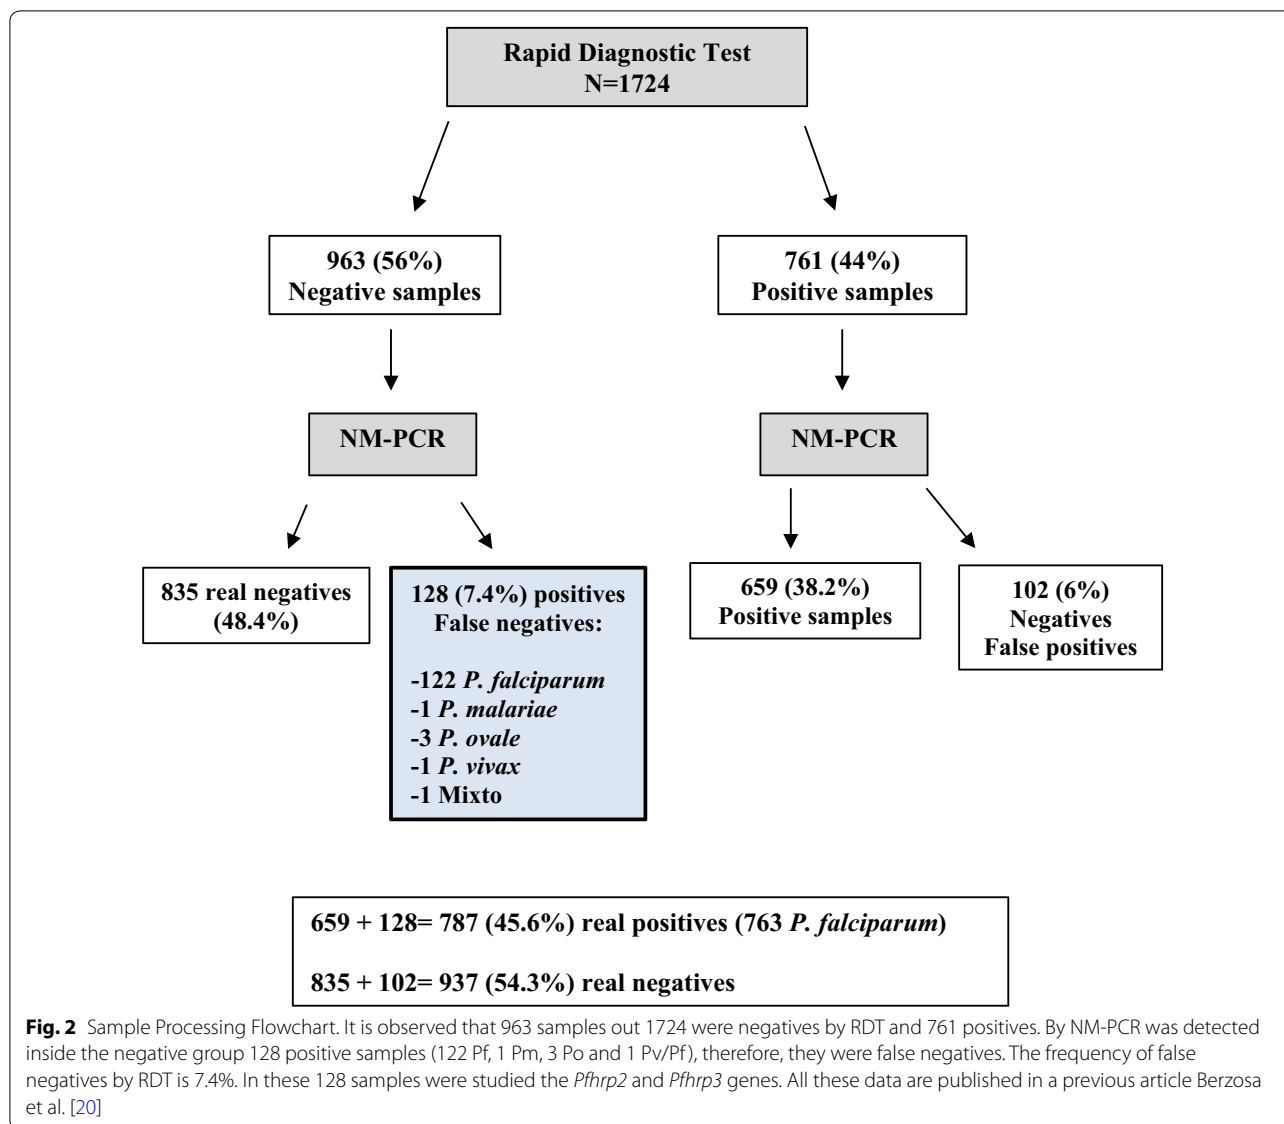 Rapid Diagnostic Test
N=1724
963 (56%)
Negative samples
761 (44%)
Positive samples
NM-PCR
NM-PCR
835 real negatives
(48.4%)
128 (7.4%) positives
False negatives:
-122 P. falciparum
-1 P. malariae
-3 P. ovale
-1 P. vivax
-1 Mixto
659 (38.2%)
Positive samples
102 (6%)
Negatives
False positives
659 + 128= 787 (45.6%) real positives (763 P. falciparum)
835 + 102= 937 (54.3%) real negatives
Fig. 2 Sample Processing Flowchart. It is observed that 963 samples out 1724 were negatives by RDT and 761 positives. By NM-PCR was detected
inside the negative group 128 positive samples (122 Pf, 1 Pm, 3 Po and 1 Pv/Pf), therefore, they were false negatives. The frequency of false
negatives by RDT is 7.4%. In these 128 samples were studied the Pfhrp2 and Pfhrp3 genes. All these data are published in a previous article Berzosa
et al. [20]